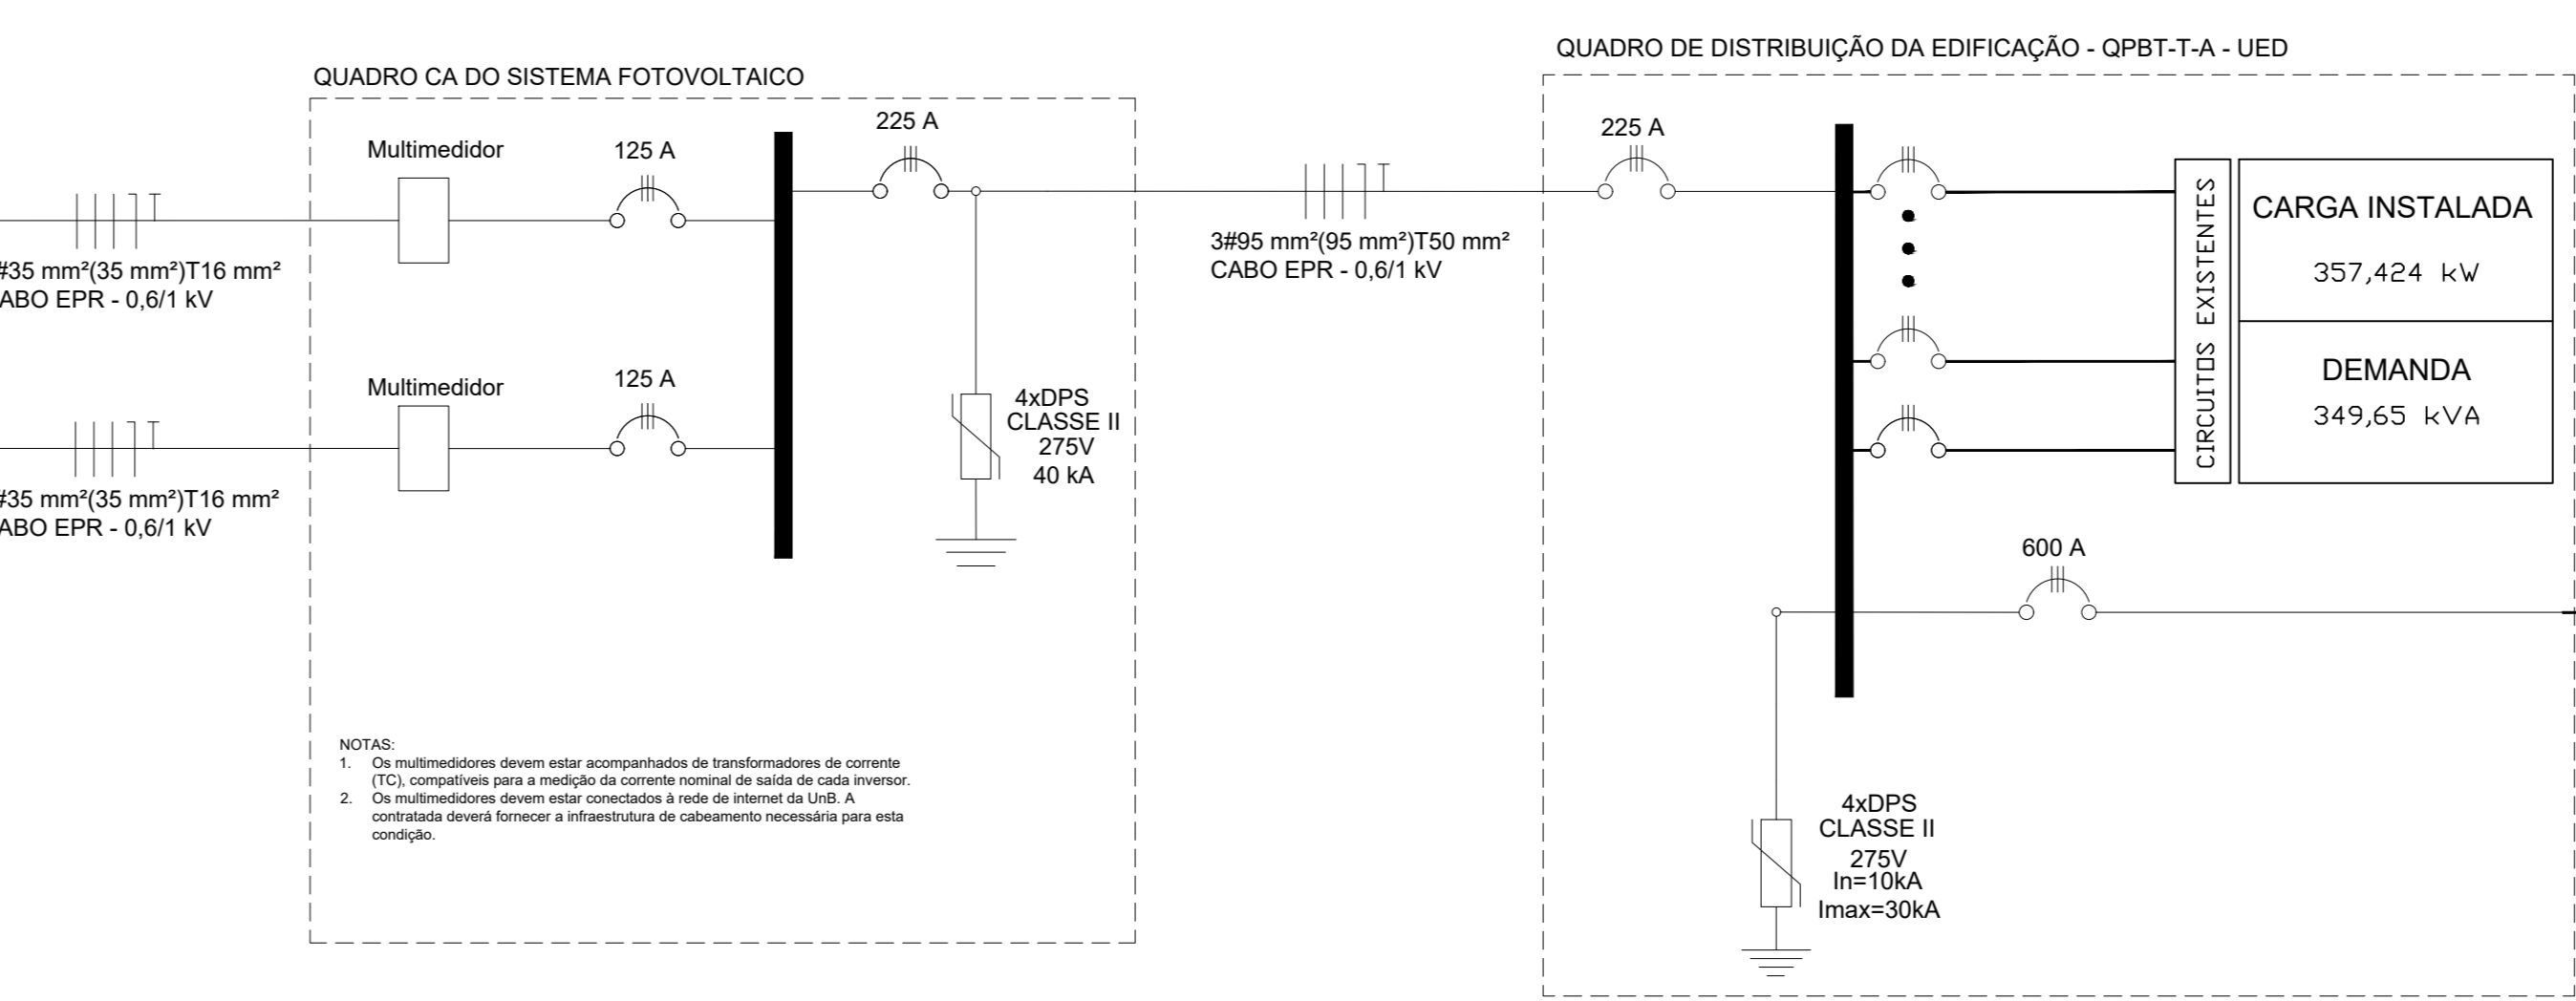 QUADRO DE DISTRIBUIÇÃO DA EDIFICAÇÃO - QPBT-T-A - UED
QUADRO CA DO SISTEMA FOTOVOLTAICO
Multimedidor
125 A
225 A
#35 mm²(35 mm²)T16 mm²
ABO EPR - 0,6/1 kV
Multimedidor
125 A
#35 mm²(35 mm²)T16 mm²
ABO EPR - 0,6/1 kV
4xDPS
CLASSE II
275V
40 kA
NOTAS:
1. Os multimedidores devem estar acompanhados de transformadores de corrente
(TC), compatíveis para a medição da corrente nominal de saída de cada inversor.
2. Os multimedidores devem estar conectados à rede de internet da UnB. A
contratada deverá fornecer a infraestrutura de cabeamento necessária para esta
condição.
3#95 mm²(95 mm²)T50 mm²
CABO EPR - 0,6/1 kV
225 A
CIRCUITOS EXISTENTES
CARGA INSTALADA
357,424 kW
DEMANDA
349,65 kVA
600 A
4xDPS
CLASSE II
275V
In=10kA
Imax=30kA